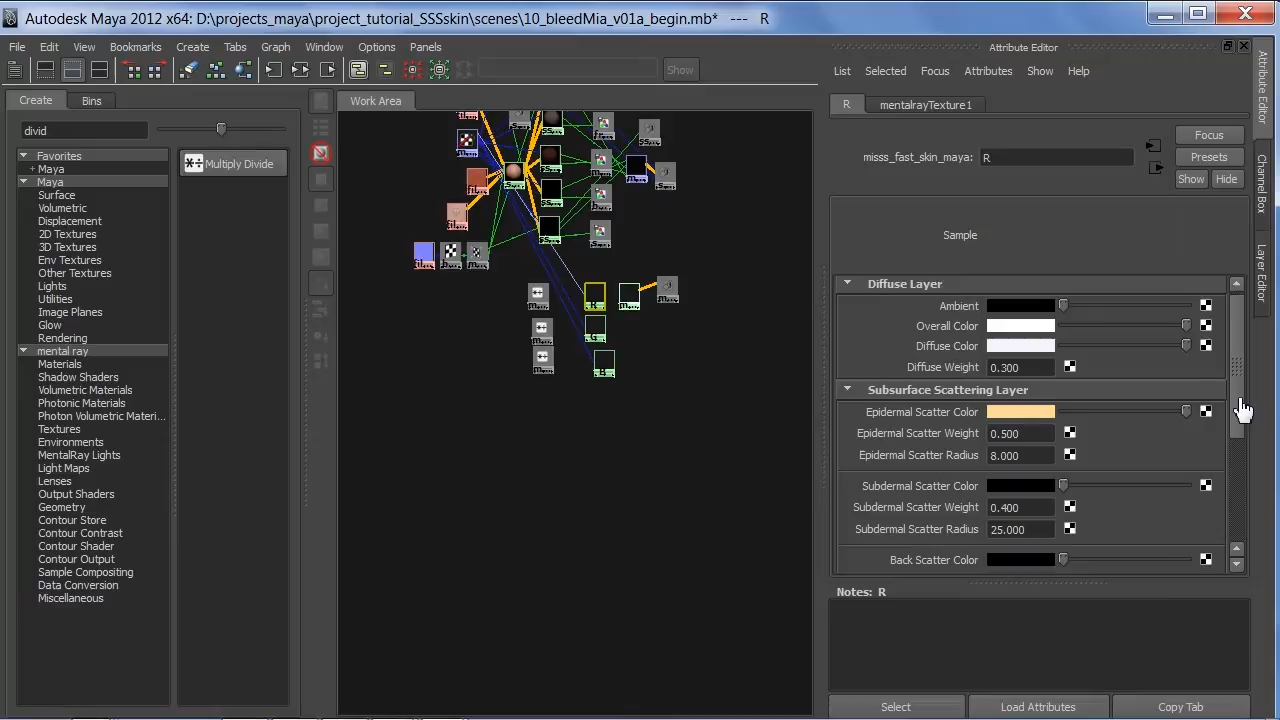 Autodesk Maya 2012 x64: D:\projects_maya\project_tutorial_SSSskin\scenes\10_bleedMia_v01a_begin.mb* --- R
File Edit View Bookmarks Create Tabs Graph Window Options Panels
Show
Create Bins
divid
Favorites
+ Maya
Maya
Surface
Volumetric
Displacement
2D Textures
3D Textures
Env Textures
Other Textures
Lights
Utilities
Image Planes
Glow
Rendering
mental ray
Materials
Shadow Shaders
Volumetric Materials
Photonic Materials
Photon Volumetric Materi...
Textures
Environments
MentalRay Lights
Light Maps
Lenses
Output Shaders
Geometry
Contour Store
Contour Contrast
Contour Shader
Contour Output
Sample Compositing
Data Conversion
Miscellaneous
Multiply Divide
Work Area
R
G
B
Attribute Editor
List Selected Focus Attributes Show Help
R mentalrayTexture1
misss_fast_skin_maya: R
Focus
Presets
Show Hide
Sample
Diffuse Layer
Ambient
Overall Color
Diffuse Color
Diffuse Weight 0.300
Subsurface Scattering Layer
Epidermal Scatter Color
Epidermal Scatter Weight 0.500
Epidermal Scatter Radius 8.000
Subdermal Scatter Color
Subdermal Scatter Weight 0.400
Subdermal Scatter Radius 25.000
Back Scatter Color
Notes: R
Select Load Attributes Copy Tab
Attribute Editor
Channel Box
Layer Editor